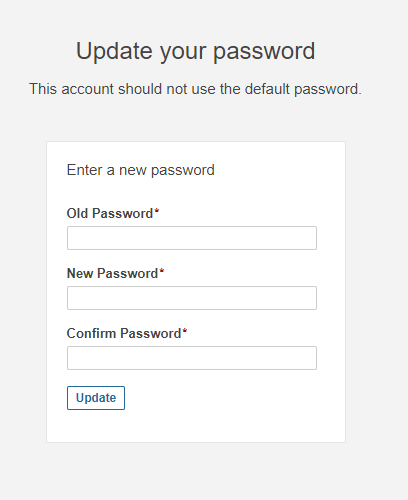 Update your password
This account should not use the default password.
Enter a new password
Old Password*
New Password*
Confirm Password*
Update